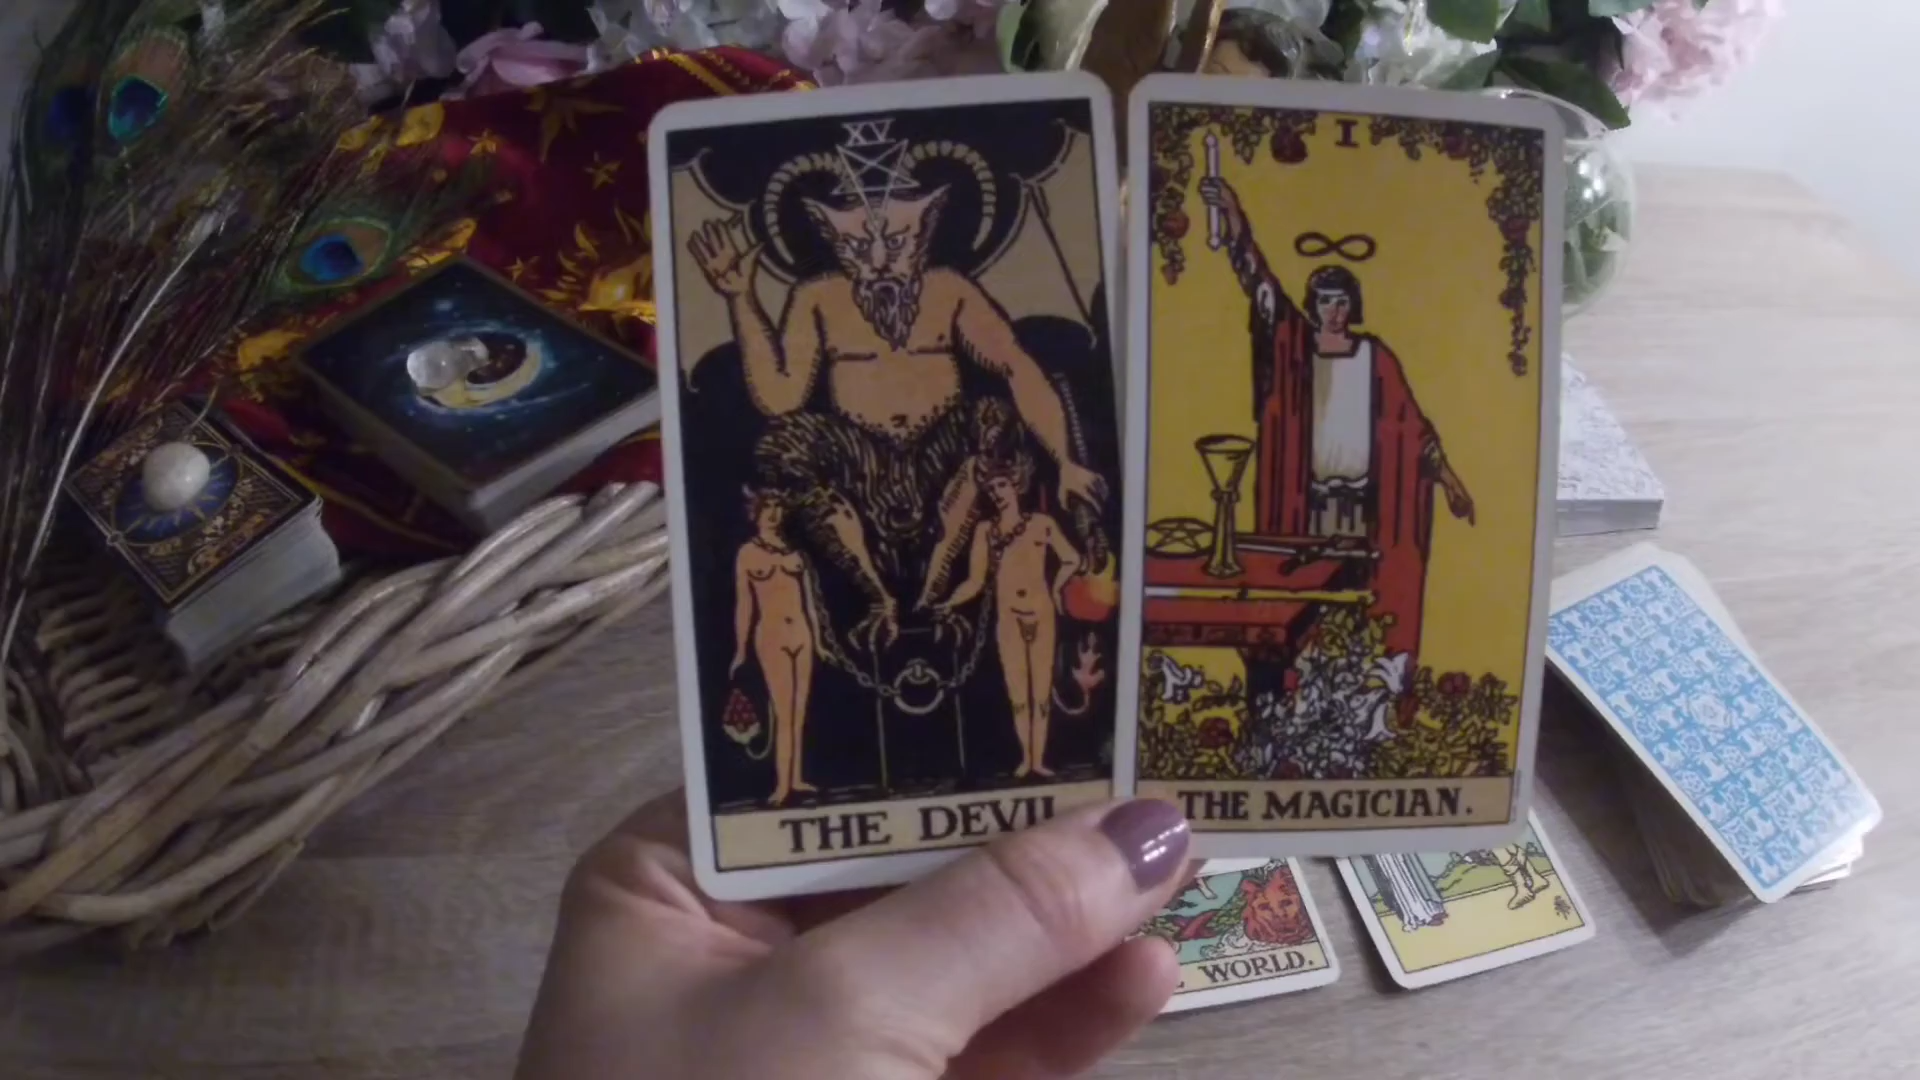 XV
THE DEVIL
I
THE MAGICIAN.
WORLD.